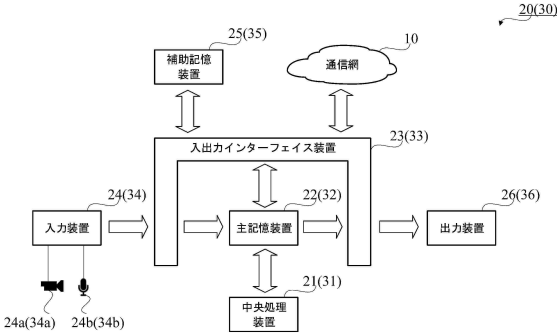 20(30)
25(35)
補助記憶
装置
10
通信網
入出力インターフェイス装置
23(33)
24(34)
入力装置
22(32)
主記憶装置
26(36)
出力装置
24a(34a)
24b(34b)
21(31)
中央処理
装置